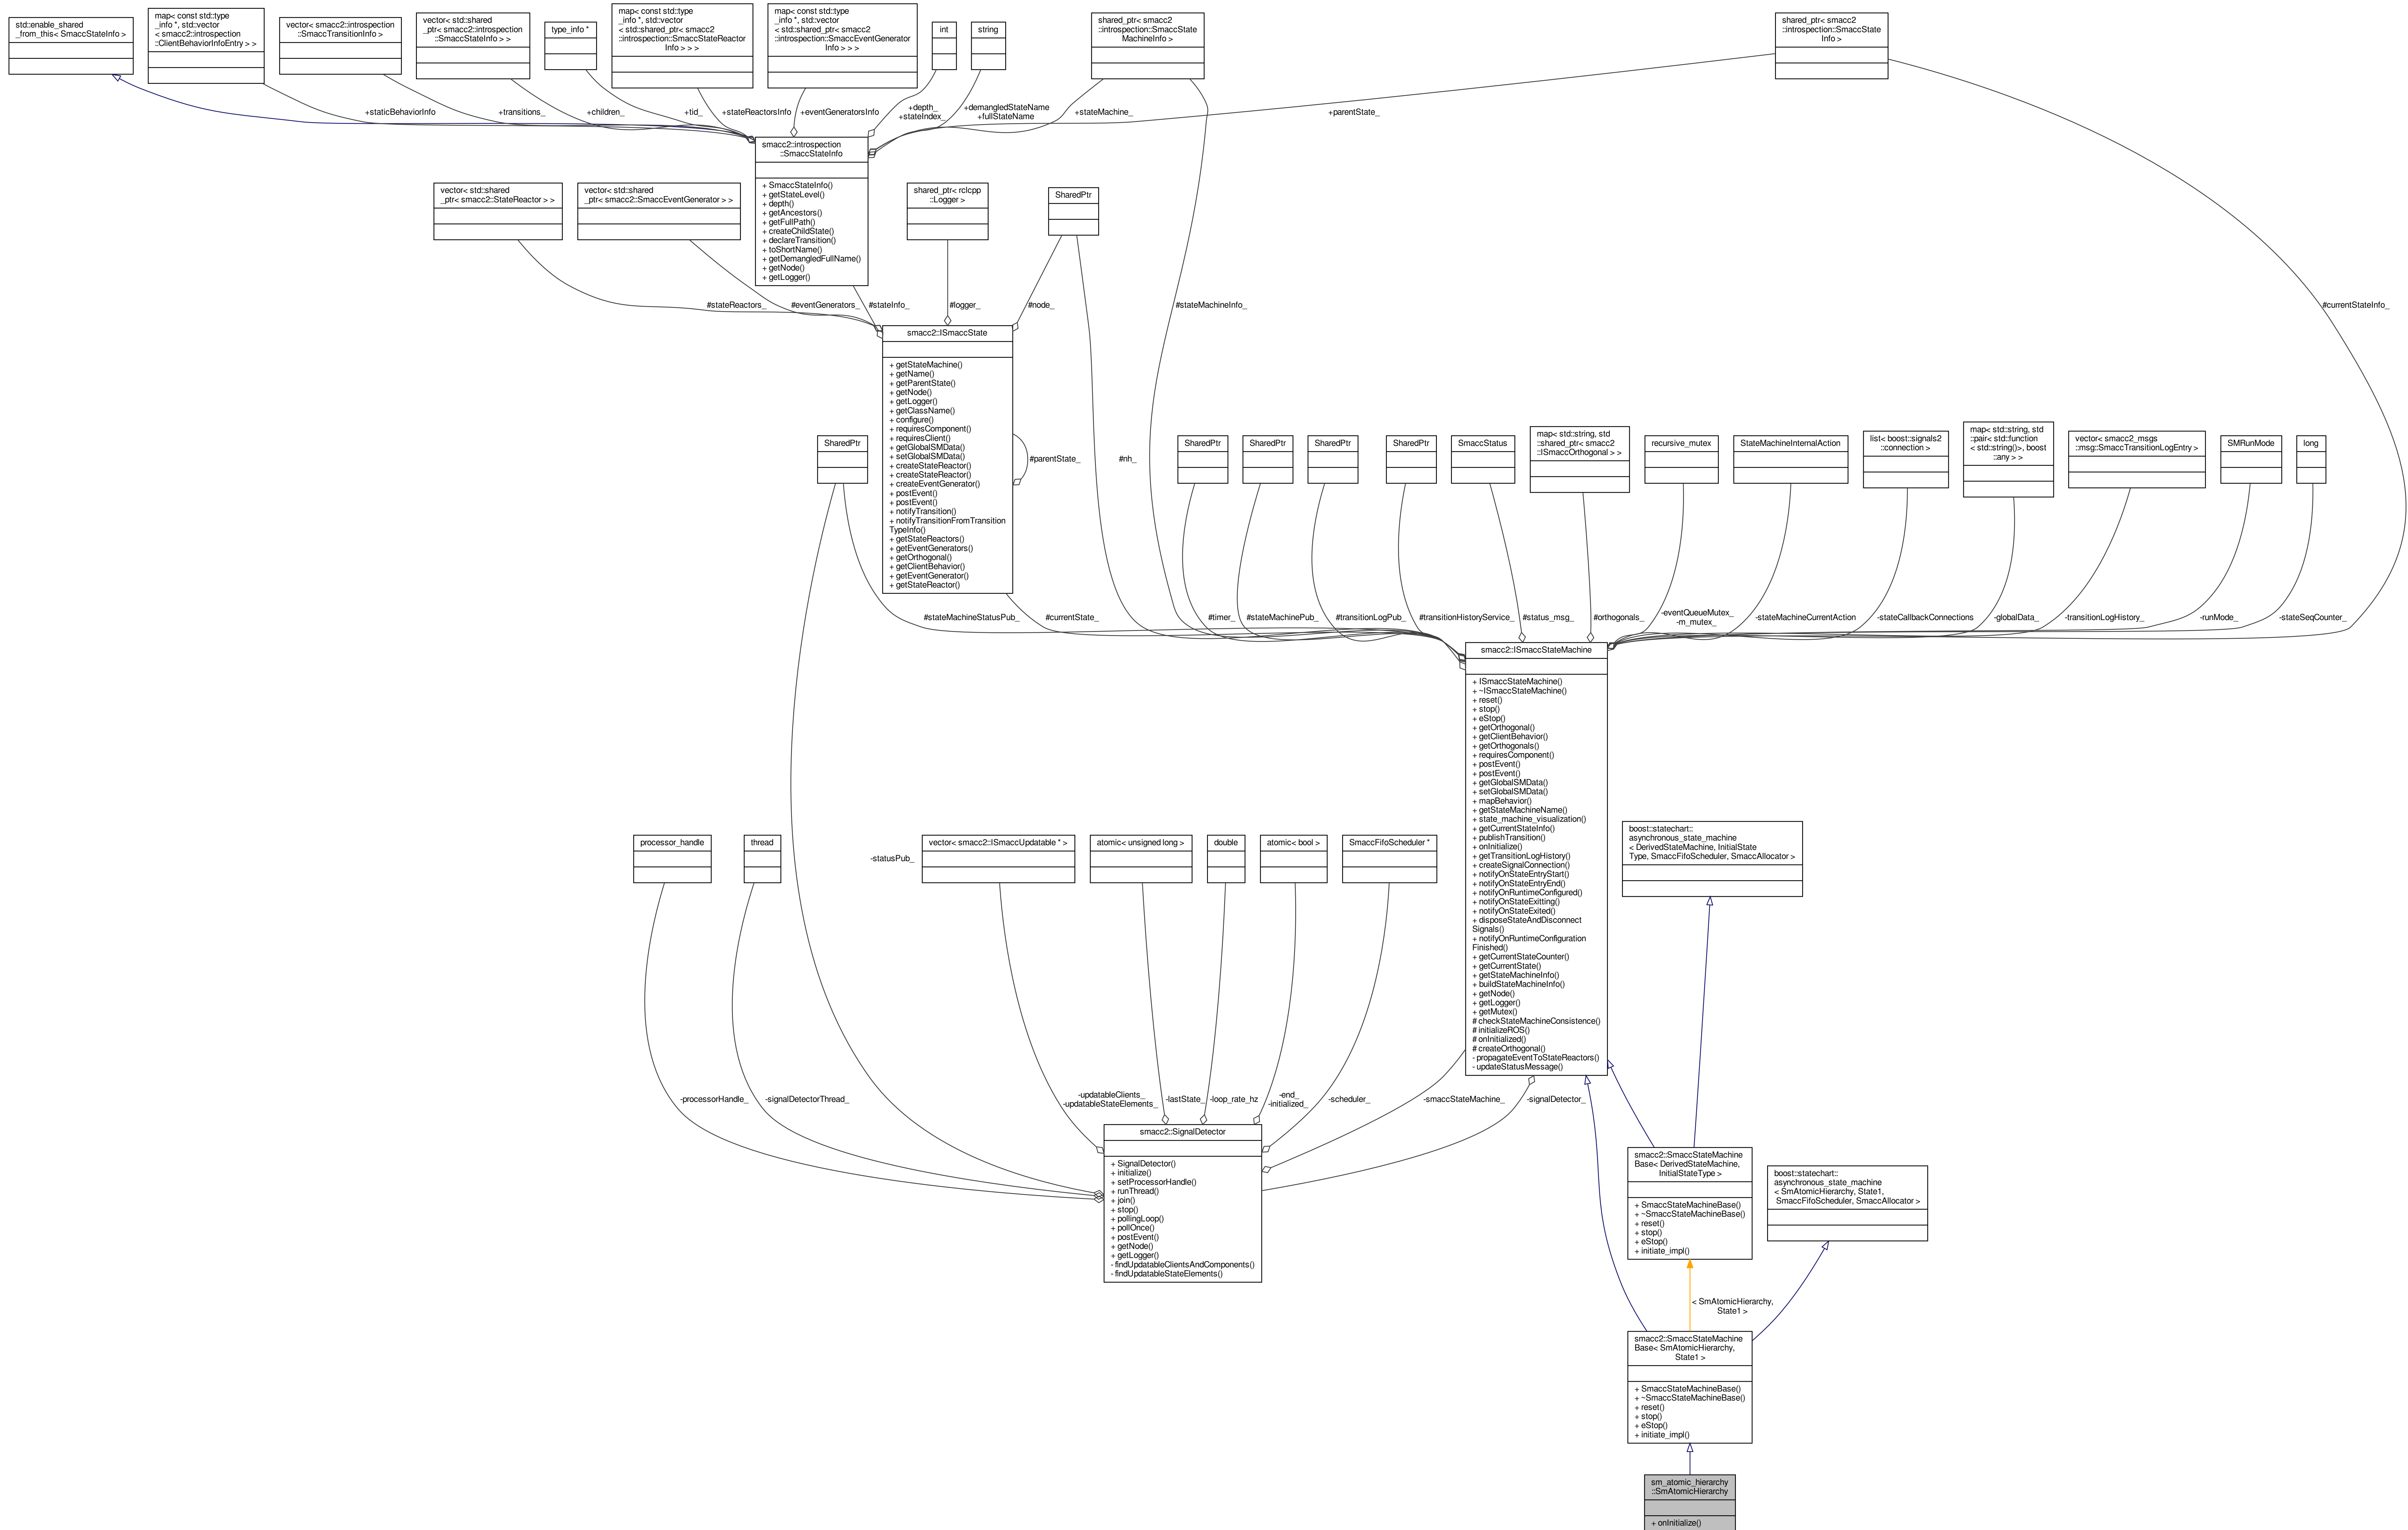 std::enable_shared
_from_this< SmaccStateInfo >
map< const std::type
_info *, std::vector
< smacc2::introspection
::ClientBehaviorInfoEntry > >
vector< smacc2::introspection
::SmaccTransitionInfo >
vector< std::shared
_ptr< smacc2::introspection
::SmaccStateInfo > >
type_info *
map< const std::type
_info *, std::vector
< std::shared_ptr< smacc2
::introspection::SmaccStateReactor
Info > > >
map< const std::type
_info *, std::vector
< std::shared_ptr< smacc2
::introspection::SmaccEventGenerator
Info > > >
int
string
shared_ptr< smacc2
::introspection::SmaccState
MachineInfo >
shared_ptr< smacc2
::introspection::SmaccState
Info >
+staticBehaviorInfo
+transitions_
+children_
+tid_
+stateReactorsInfo
+eventGeneratorsInfo
+depth_
+stateIndex_
+demangledStateName
+fullStateName
+stateMachine_
+parentState_
smacc2::introspection
::SmaccStateInfo
+ SmaccStateInfo()
+ getStateLevel()
+ depth()
+ getAncestors()
+ getFullPath()
+ createChildState()
+ declareTransition()
+ toShortName()
+ getDemangledFullName()
+ getNode()
+ getLogger()
vector< std::shared
_ptr< smacc2::StateReactor > >
vector< std::shared
_ptr< smacc2::SmaccEventGenerator > >
shared_ptr< rclcpp
::Logger >
SharedPtr
#stateReactors_
#eventGenerators_
#stateInfo_
#logger_
#node_
#stateMachineInfo_
#currentStateInfo_
smacc2::ISmaccState
+ getStateMachine()
+ getName()
+ getParentState()
+ getNode()
+ getLogger()
+ getClassName()
+ configure()
+ requiresComponent()
+ requiresClient()
+ getGlobalSMData()
+ setGlobalSMData()
+ createStateReactor()
+ createStateReactor()
+ createEventGenerator()
+ postEvent()
+ postEvent()
+ notifyTransition()
+ notifyTransitionFromTransition
TypeInfo()
+ getStateReactors()
+ getEventGenerators()
+ getOrthogonal()
+ getClientBehavior()
+ getEventGenerator()
+ getStateReactor()
#parentState_
#nh_
SharedPtr
SharedPtr
SharedPtr
SharedPtr
SharedPtr
SmaccStatus
map< std::string, std
::shared_ptr< smacc2
::ISmaccOrthogonal > >
recursive_mutex
StateMachineInternalAction
list< boost::signals2
::connection >
map< std::string, std
::pair< std::function
< std::string()>, boost
::any > >
vector< smacc2_msgs
::msg::SmaccTransitionLogEntry >
SMRunMode
long
#stateMachineStatusPub_
#currentState_
#timer_
#stateMachinePub_
#transitionLogPub_
#transitionHistoryService_
#status_msg_
#orthogonals_
-eventQueueMutex_
-m_mutex_
-stateMachineCurrentAction
-stateCallbackConnections
-globalData_
-transitionLogHistory_
-runMode_
-stateSeqCounter_
smacc2::ISmaccStateMachine
+ ISmaccStateMachine()
+ ~ISmaccStateMachine()
+ reset()
+ stop()
+ eStop()
+ getOrthogonal()
+ getClientBehavior()
+ getOrthogonals()
+ requiresComponent()
+ postEvent()
+ postEvent()
+ getGlobalSMData()
+ setGlobalSMData()
+ mapBehavior()
+ getStateMachineName()
+ state_machine_visualization()
+ getCurrentStateInfo()
+ publishTransition()
+ onInitialize()
+ getTransitionLogHistory()
+ createSignalConnection()
+ notifyOnStateEntryStart()
+ notifyOnStateEntryEnd()
+ notifyOnRuntimeConfigured()
+ notifyOnStateExitting()
+ notifyOnStateExited()
+ disposeStateAndDisconnect
Signals()
+ notifyOnRuntimeConfiguration
Finished()
+ getCurrentStateCounter()
+ getCurrentState()
+ getStateMachineInfo()
+ buildStateMachineInfo()
+ getNode()
+ getLogger()
+ getMutex()
# checkStateMachineConsistence()
# initializeROS()
# onInitialized()
# createOrthogonal()
- propagateEventToStateReactors()
- updateStatusMessage()
processor_handle
thread
-statusPub_
vector< smacc2::ISmaccUpdatable * >
atomic< unsigned long >
double
atomic< bool >
SmaccFifoScheduler *
boost::statechart::
asynchronous_state_machine
< DerivedStateMachine, InitialState
Type, SmaccFifoScheduler, SmaccAllocator >
-processorHandle_
-signalDetectorThread_
-updatableClients_
-updatableStateElements_
-lastState_
-loop_rate_hz
-end_
-initialized_
-scheduler_
-smaccStateMachine_
-signalDetector_
smacc2::SignalDetector
+ SignalDetector()
+ initialize()
+ setProcessorHandle()
+ runThread()
+ join()
+ stop()
+ pollingLoop()
+ pollOnce()
+ postEvent()
+ getNode()
+ getLogger()
- findUpdatableClientsAndComponents()
- findUpdatableStateElements()
smacc2::SmaccStateMachine
Base< DerivedStateMachine,
InitialStateType >
+ SmaccStateMachineBase()
+ ~SmaccStateMachineBase()
+ reset()
+ stop()
+ eStop()
+ initiate_impl()
boost::statechart::
asynchronous_state_machine
< SmAtomicHierarchy, State1,
SmaccFifoScheduler, SmaccAllocator >
< SmAtomicHierarchy,
State1 >
smacc2::SmaccStateMachine
Base< SmAtomicHierarchy,
State1 >
+ SmaccStateMachineBase()
+ ~SmaccStateMachineBase()
+ reset()
+ stop()
+ eStop()
+ initiate_impl()
sm_atomic_hierarchy
::SmAtomicHierarchy
+ onInitialize()